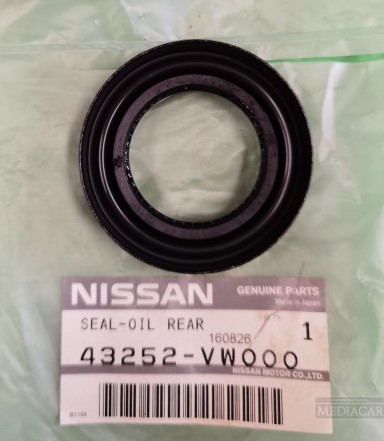 NISSAN GENUINE PARTS
Made in Japan
SEAL-OIL REAR
160826 1
43252-VW000
NISSAN MOTOR CO.,LTD.
MEDIACAR